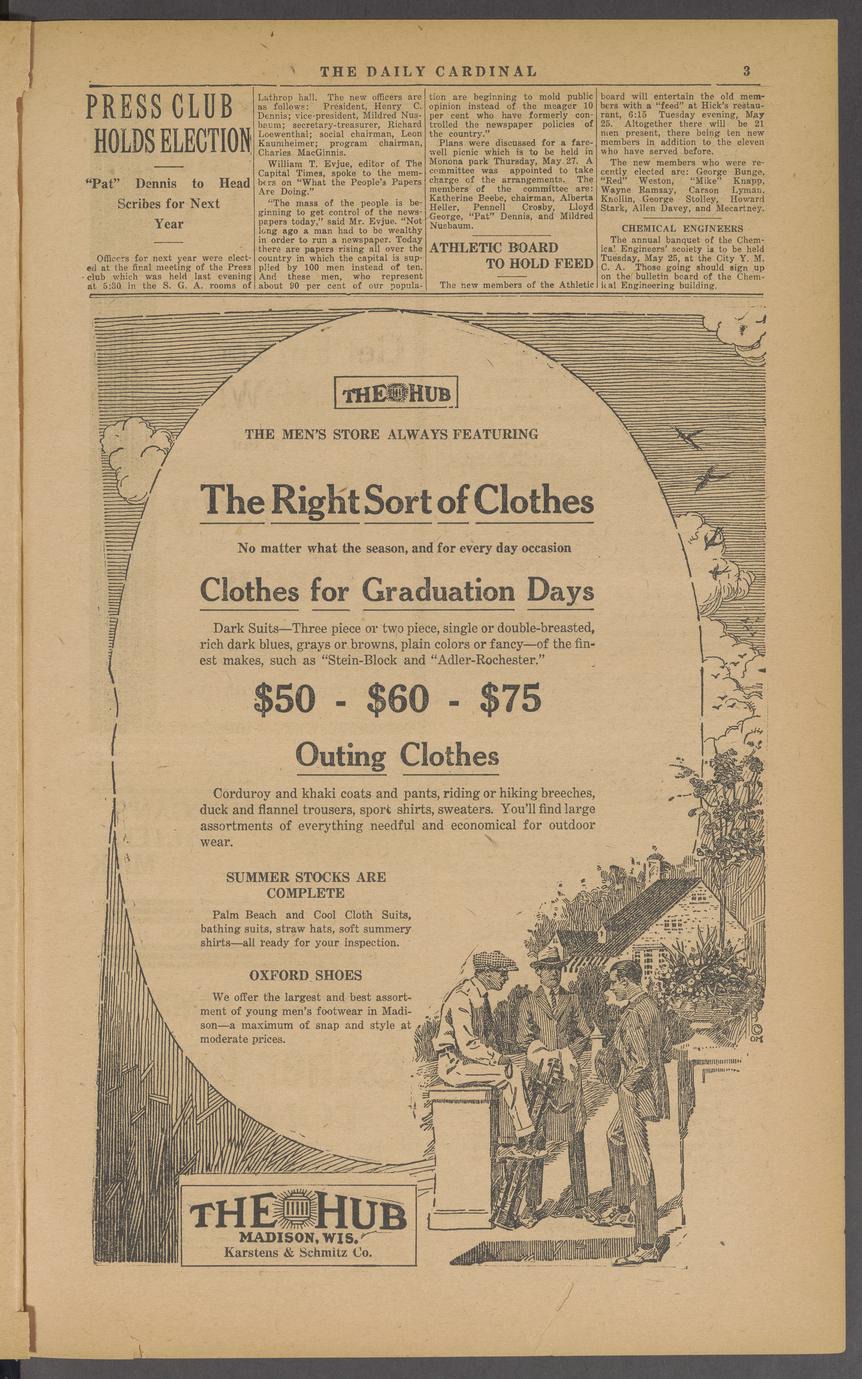 THE DAILY CARDINAL
3
PRESS CLUB
HOLDS ELECTION
"Pat" Dennis to Head
Scribes for Next
Year
Officers for next year were elect-
ed at the final meeting of the Press
club which was held last evening
at 5:30 in the S. G. A. rooms of
Lathrop hall. The new officers are
as follows: President, Henry C.
Dennis; vice-president, Mildred Nus-
baum; secretary-treasurer, Richard
Loewenthal; social chairman, Leon
Kaumheimer; program chairman,
Charles MacGinnis.
William T. Evjue, editor of The
Capital Times, spoke to the mem-
bers on "What the People's Papers
Are Doing."
"The mass of the people is be-
ginning to get control of the news-
papers today," said Mr. Evjue. "Not
long ago a man had to be wealthy
in order to run a newspaper. Today
there are papers rising all over the
country in which the capital is sup-
plied by 100 men instead of ten.
And these men, who represent
about 90 per cent of our popula-
tion are beginning to mold public
opinion instead of the meager 10
per cent who have formerly con-
trolled the newspaper policies of
the country."
Plans were discussed for a fare-
well picnic which is to be held in
Monona park Thursday, May 27. A
committee was appointed to take
charge of the arrangements. The
members of the committee are:
Katherine Beebe, chairman, Alberta
Heller, Pennell Crosby, Lloyd
George, "Pat" Dennis, and Mildred
Nusbaum.
ATHLETIC BOARD
TO HOLD FEED
The new members of the Athletic
board will entertain the old mem-
bers with a "feed" at Hick's restau-
rant, 6:15 Tuesday evening, May
25. Altogether there will be 21
men present, there being ten new
members in addition to the eleven
who have served before.
The new members who were re-
cently elected are: George Bunge,
"Red" Weston, "Mike" Knapp,
Wayne Ramsay, Carson Lyman,
Knollin, George Stolley, Howard
Stark, Allen Davey, and Mecartney.
CHEMICAL ENGINEERS
The annual banquet of the Chem-
ical Engineers' scoiety is to be held
Tuesday, May 25, at the City Y. M.
C. A. Those going should sign up
on the bulletin board of the Chem-
ical Engineering building.
THE HUB
THE MEN'S STORE ALWAYS FEATURING
The Right Sort of Clothes
No matter what the season, and for every day occasion
Clothes for Graduation Days
Dark Suits—Three piece or two piece, single or double-breasted,
rich dark blues, grays or browns, plain colors or fancy—of the fin-
est makes, such as "Stein-Block and "Adler-Rochester."
$50 - $60 - $75
Outing Clothes
Corduroy and khaki coats and pants, riding or hiking breeches,
duck and flannel trousers, sport shirts, sweaters. You'll find large
assortments of everything needful and economical for outdoor
wear.
SUMMER STOCKS ARE
COMPLETE
Palm Beach and Cool Cloth Suits,
bathing suits, straw hats, soft summery
shirts—all ready for your inspection.
OXFORD SHOES
We offer the largest and best assort-
ment of young men's footwear in Madi-
son—a maximum of snap and style at
moderate prices.
THE HUB
MADISON, WIS.
Karstens & Schmitz Co.